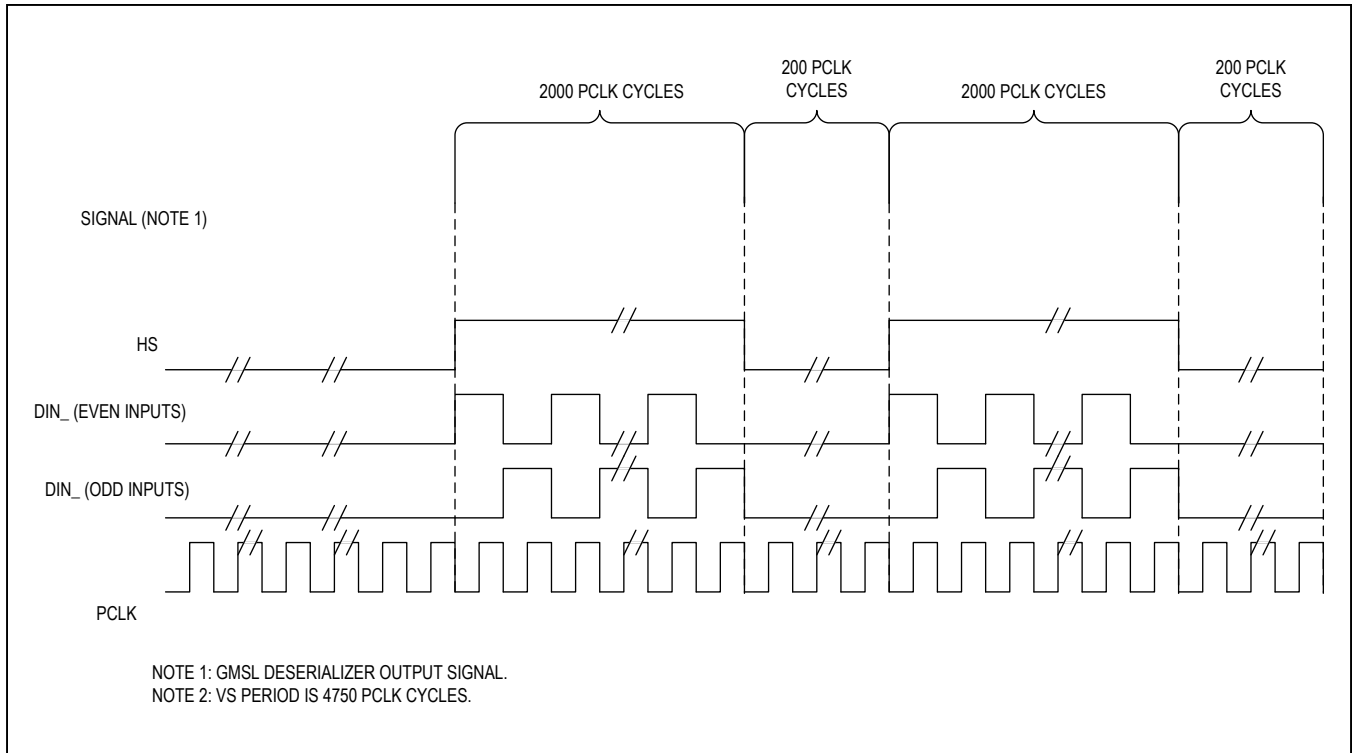 2000 PCLK CYCLES
200 PCLK
CYCLES
2000 PCLK CYCLES
200 PCLK
CYCLES
SIGNAL (NOTE 1)
HS
DIN_ (EVEN INPUTS)
DIN_ (ODD INPUTS)
PCLK
NOTE 1: GMSL DESERIALIZER OUTPUT SIGNAL.
NOTE 2: VS PERIOD IS 4750 PCLK CYCLES.